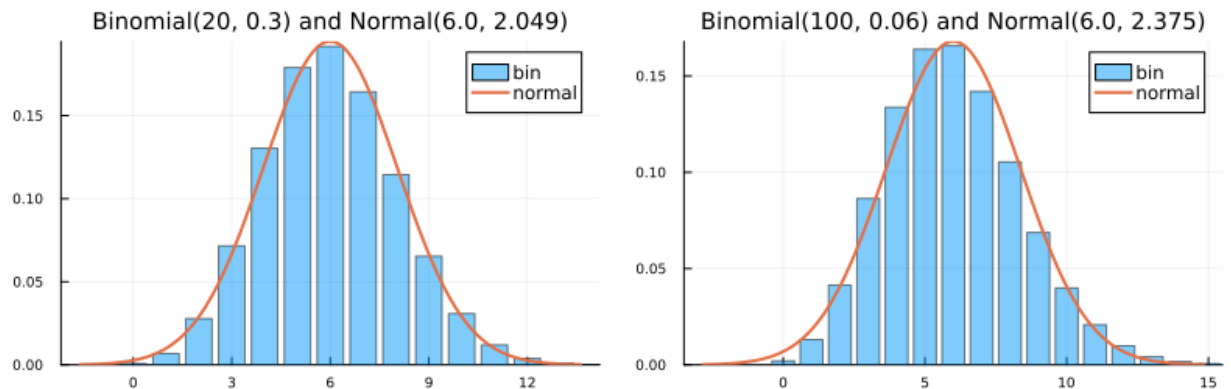 Binomial(20, 0.3) and Normal(6.0, 2.049)
bin
normal
0.15
0.10
0.05
0.00
0 3 6 9 12
Binomial(100, 0.06) and Normal(6.0, 2.375)
bin
normal
0.15
0.10
0.05
0.00
0 5 10 15